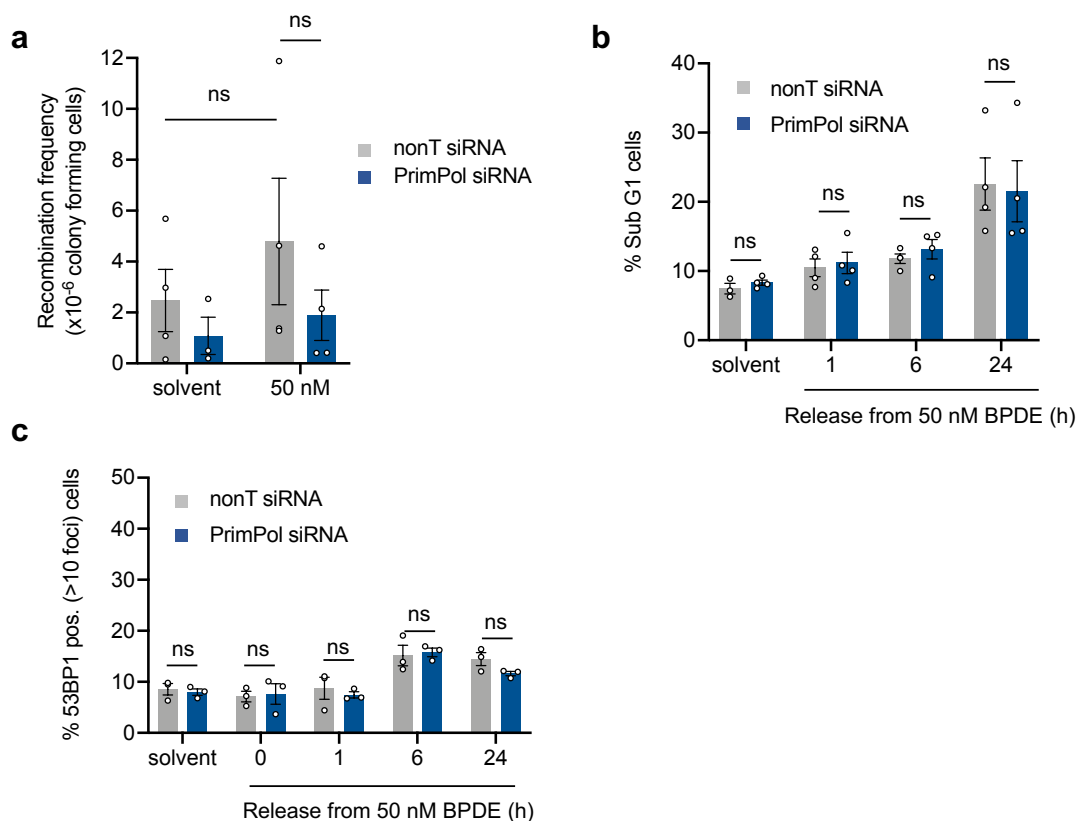 a
Recombination frequency
(x10⁻⁶ colony forming cells)
12
10
8
6
4
2
0
ns
ns
nonT siRNA
PrimPol siRNA
solvent
50 nM
b
% Sub G1 cells
40
30
20
10
0
nonT siRNA
PrimPol siRNA
ns
ns
ns
ns
solvent
1
6
24
Release from 50 nM BPDE (h)
c
% 53BP1 pos. (>10 foci) cells
50
40
30
20
10
0
nonT siRNA
PrimPol siRNA
ns
ns
ns
ns
ns
solvent
0
1
6
24
Release from 50 nM BPDE (h)